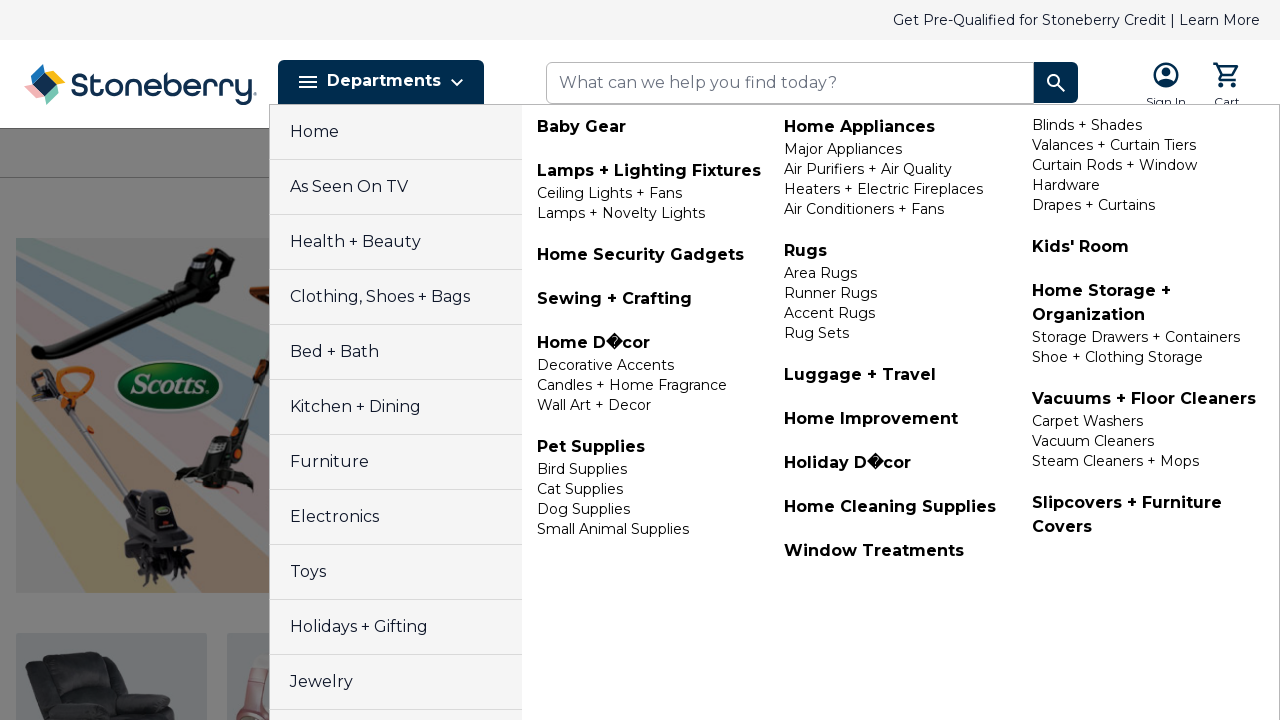 Get Pre-Qualified for Stoneberry Credit | Learn More
Stoneberry
Departments
What can we help you find today?
Sign In
Cart
Home
As Seen On TV
Health + Beauty
Clothing, Shoes + Bags
Bed + Bath
Kitchen + Dining
Furniture
Electronics
Toys
Holidays + Gifting
Jewelry
Baby Gear
Lamps + Lighting Fixtures
Ceiling Lights + Fans
Lamps + Novelty Lights
Home Security Gadgets
Sewing + Crafting
Home D�cor
Decorative Accents
Candles + Home Fragrance
Wall Art + Decor
Pet Supplies
Bird Supplies
Cat Supplies
Dog Supplies
Small Animal Supplies
Home Appliances
Major Appliances
Air Purifiers + Air Quality
Heaters + Electric Fireplaces
Air Conditioners + Fans
Rugs
Area Rugs
Runner Rugs
Accent Rugs
Rug Sets
Luggage + Travel
Home Improvement
Holiday D�cor
Home Cleaning Supplies
Window Treatments
Blinds + Shades
Valances + Curtain Tiers
Curtain Rods + Window
Hardware
Drapes + Curtains
Kids' Room
Home Storage +
Organization
Storage Drawers + Containers
Shoe + Clothing Storage
Vacuums + Floor Cleaners
Carpet Washers
Vacuum Cleaners
Steam Cleaners + Mops
Slipcovers + Furniture
Covers
Scotts